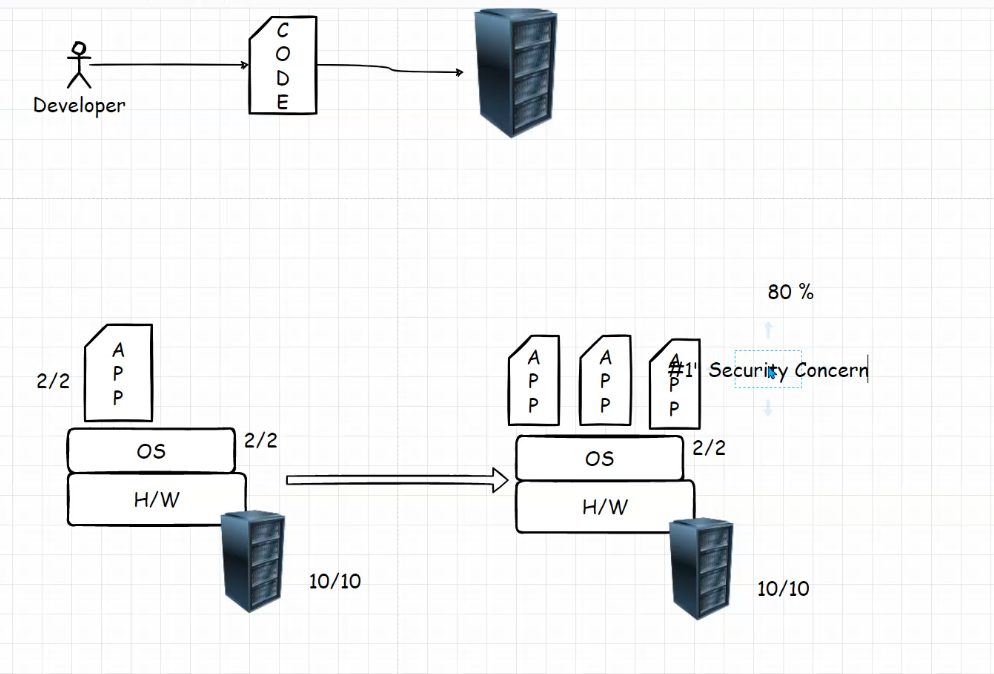 C
O
D
E
Developer
80 %
A
P
P
2/2
OS
2/2
H/W
10/10
A
P
P
A
P
P
A
P
P
#1' Security Concern
OS
2/2
H/W
10/10